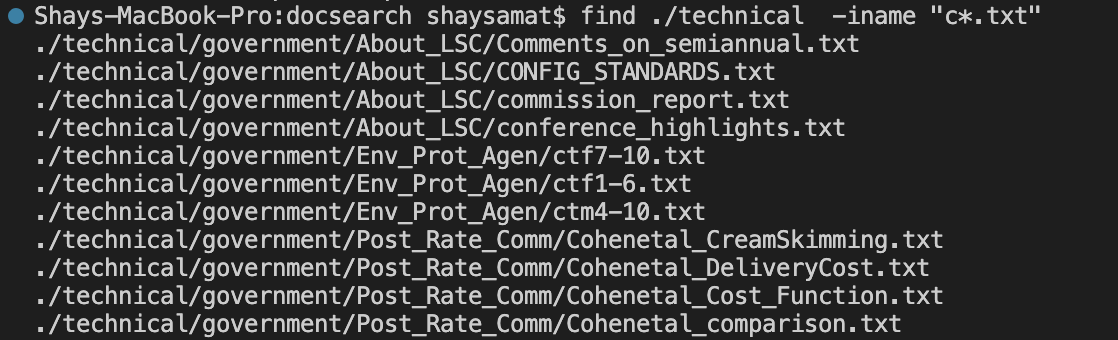 Shays-MacBook-Pro:docsearch shaysamat$ find ./technical  -iname "c*.txt"
./technical/government/About_LSC/Comments_on_semiannual.txt
./technical/government/About_LSC/CONFIG_STANDARDS.txt
./technical/government/About_LSC/commission_report.txt
./technical/government/About_LSC/conference_highlights.txt
./technical/government/Env_Prot_Agen/ctf7-10.txt
./technical/government/Env_Prot_Agen/ctf1-6.txt
./technical/government/Env_Prot_Agen/ctm4-10.txt
./technical/government/Post_Rate_Comm/Cohenetal_CreamSkimming.txt
./technical/government/Post_Rate_Comm/Cohenetal_DeliveryCost.txt
./technical/government/Post_Rate_Comm/Cohenetal_Cost_Function.txt
./technical/government/Post_Rate_Comm/Cohenetal_comparison.txt